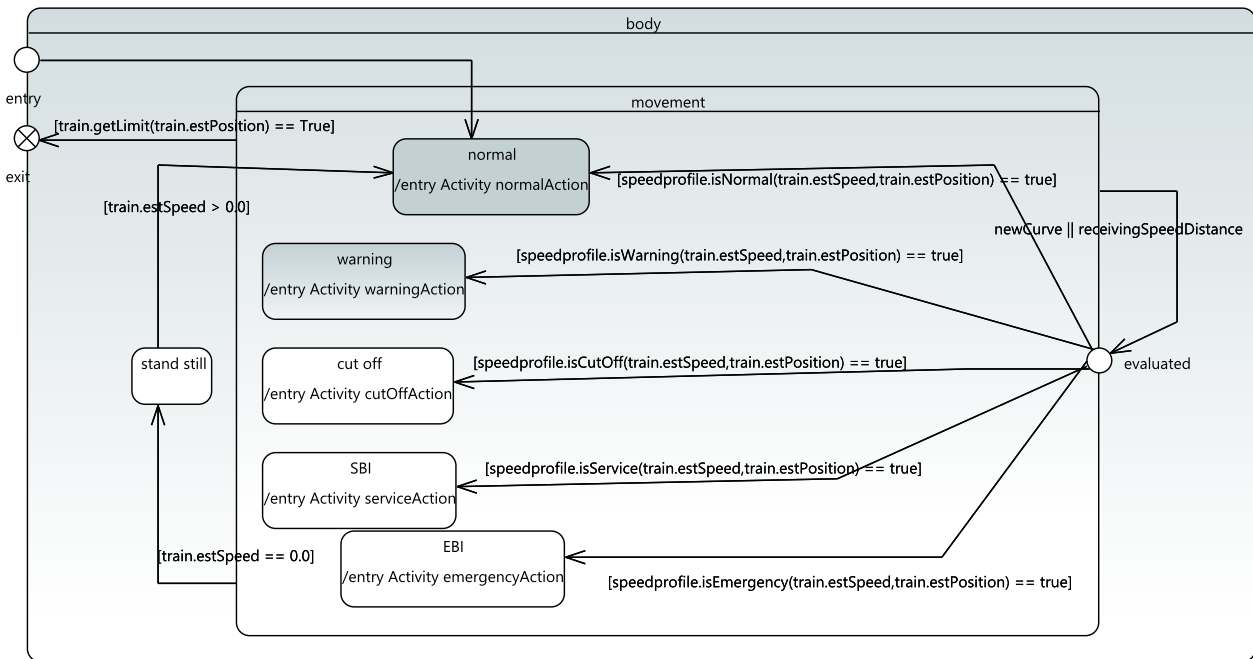 body
entry
movement
[train.getLimit(train.estPosition) == True]
normal
/entry Activity normalAction
exit
[speedprofile.isNormal(train.estSpeed,train.estPosition) == true]
[train.estSpeed > 0.0]
newCurve || receivingSpeedDistance
warning
/entry Activity warningAction
[speedprofile.isWarning(train.estSpeed,train.estPosition) == true]
stand still
cut off
/entry Activity cutOffAction
[speedprofile.isCutOff(train.estSpeed,train.estPosition) == true]
evaluated
SBI
/entry Activity serviceAction
[speedprofile.isService(train.estSpeed,train.estPosition) == true]
[train.estSpeed == 0.0]
EBI
/entry Activity emergencyAction
[speedprofile.isEmergency(train.estSpeed,train.estPosition) == true]